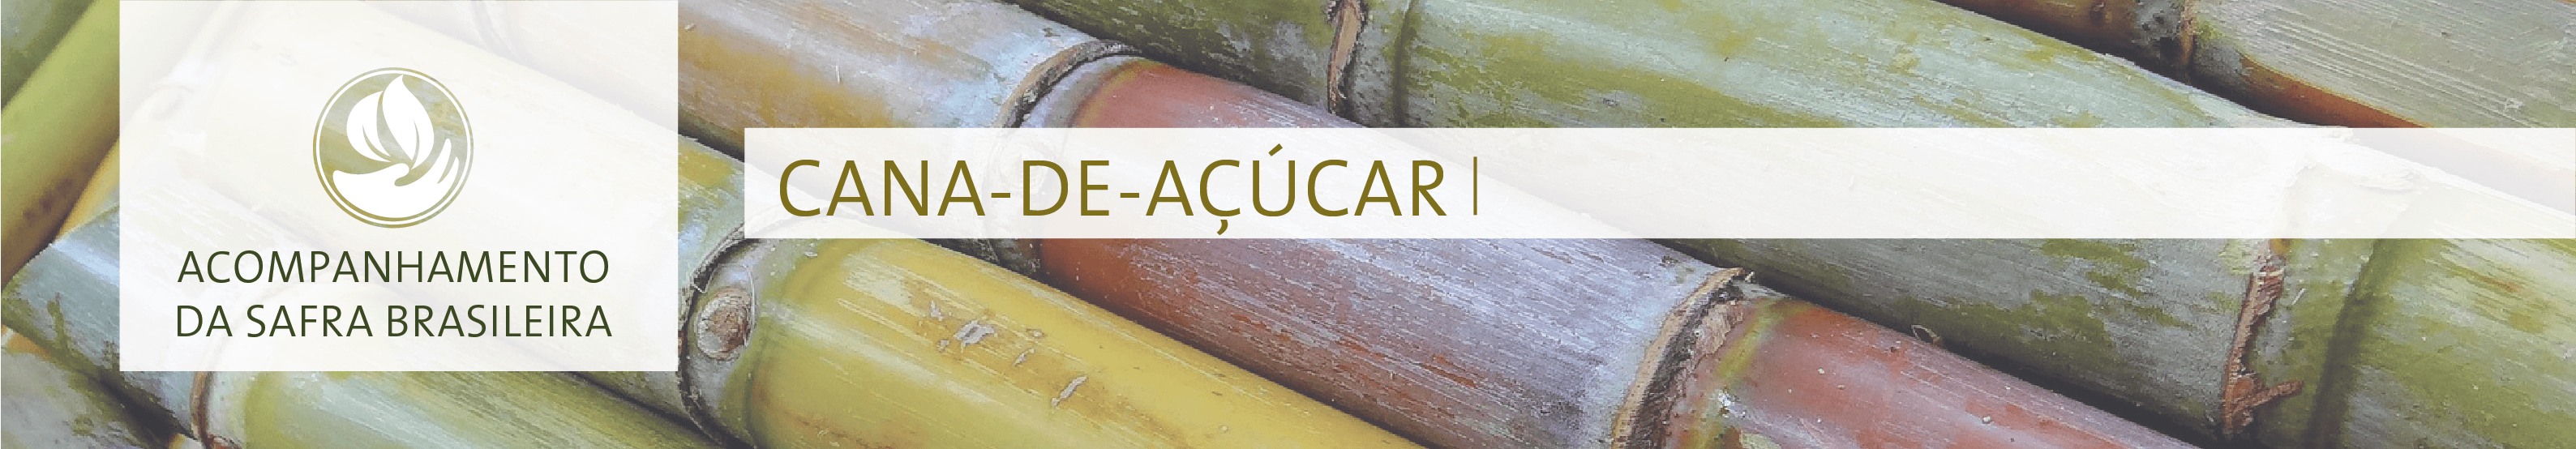 ACOMPANHAMENTO
DA SAFRA BRASILEIRA
CANA-DE-AÇÚCAR |